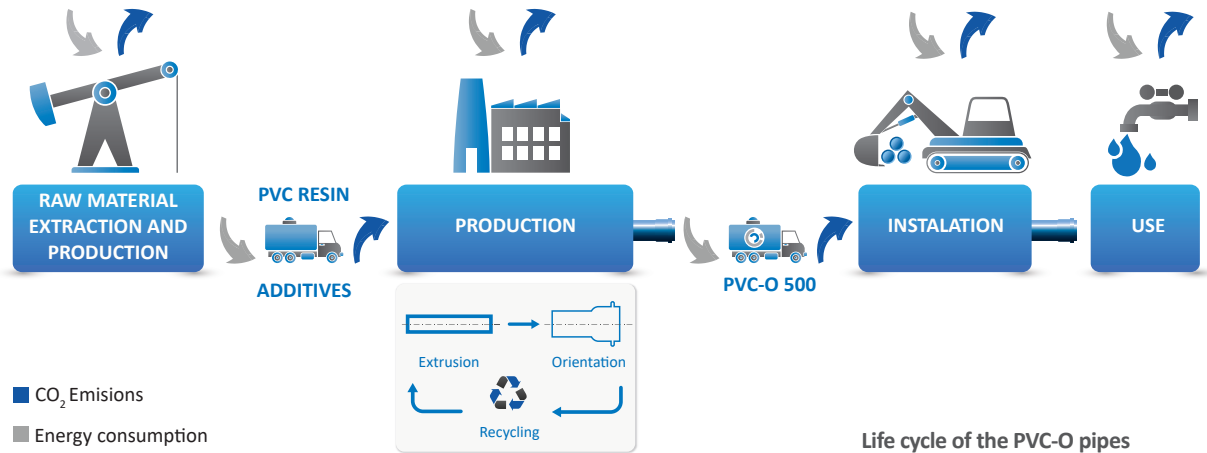 RAW MATERIAL
EXTRACTION AND
PRODUCTION
PVC RESIN
ADDITIVES
PRODUCTION
PVC-O 500
INSTALATION
USE
Extrusion
Orientation
Recycling
CO₂ Emisions
Energy consumption
Life cycle of the PVC-O pipes